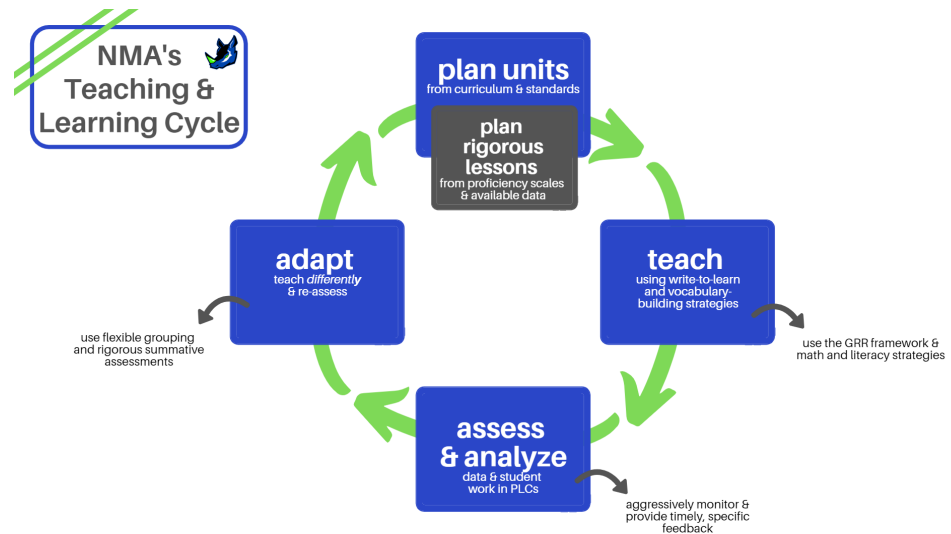 NMA's
Teaching &
Learning Cycle
plan units
from curriculum & standards
plan
rigorous
lessons
from proficiency scales
& available data
teach
using write-to-learn
and vocabulary-
building strategies
use the GRR framework &
math and literacy strategies
assess
& analyze
data & student
work in PLCs
aggressively monitor &
provide timely, specific
feedback
adapt
teach differently
& re-assess
use flexible grouping
and rigorous summative
assessments